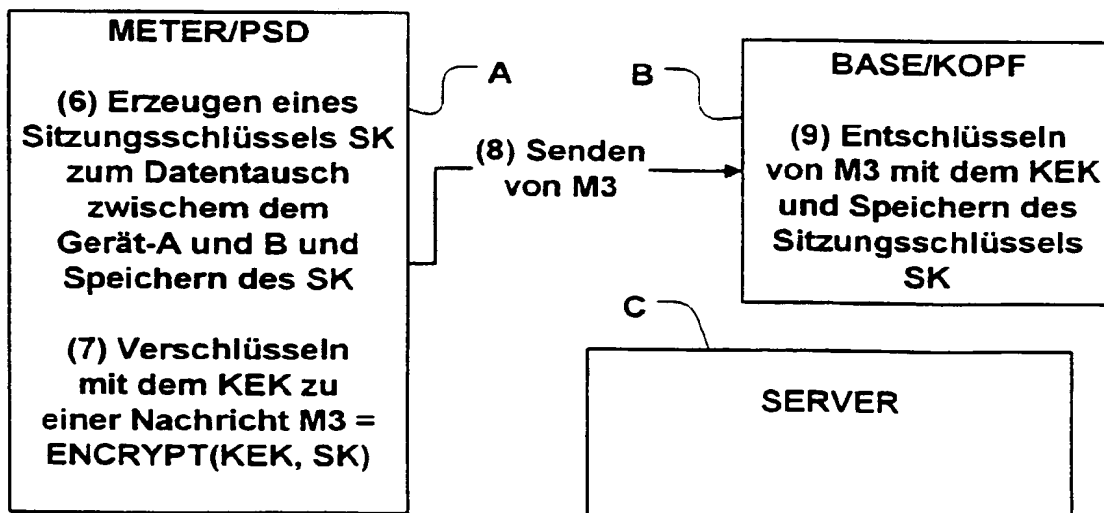 METER/PSD
(6) Erzeugen eines
Sitzungsschlüssels SK
zum Datentausch
zwischem dem
Gerät-A und B und
Speichern des SK
(7) Verschlüsseln
mit dem KEK zu
einer Nachricht M3 =
ENCRYPT(KEK, SK)
A
(8) Senden
von M3
B
BASE/KOPF
(9) Entschlüsseln
von M3 mit dem KEK
und Speichern des
Sitzungsschlüssels
SK
C
SERVER